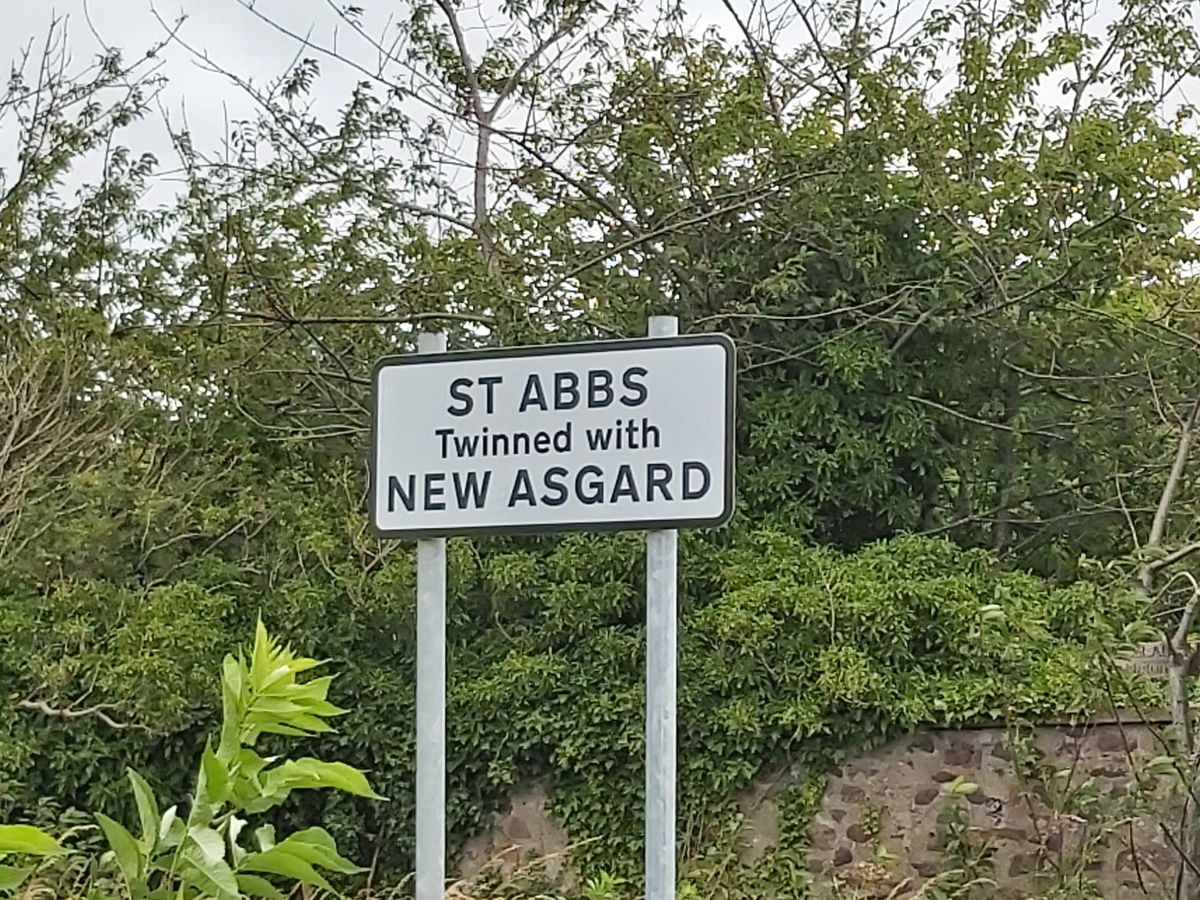 ST ABBS
Twinned with
NEW ASGARD